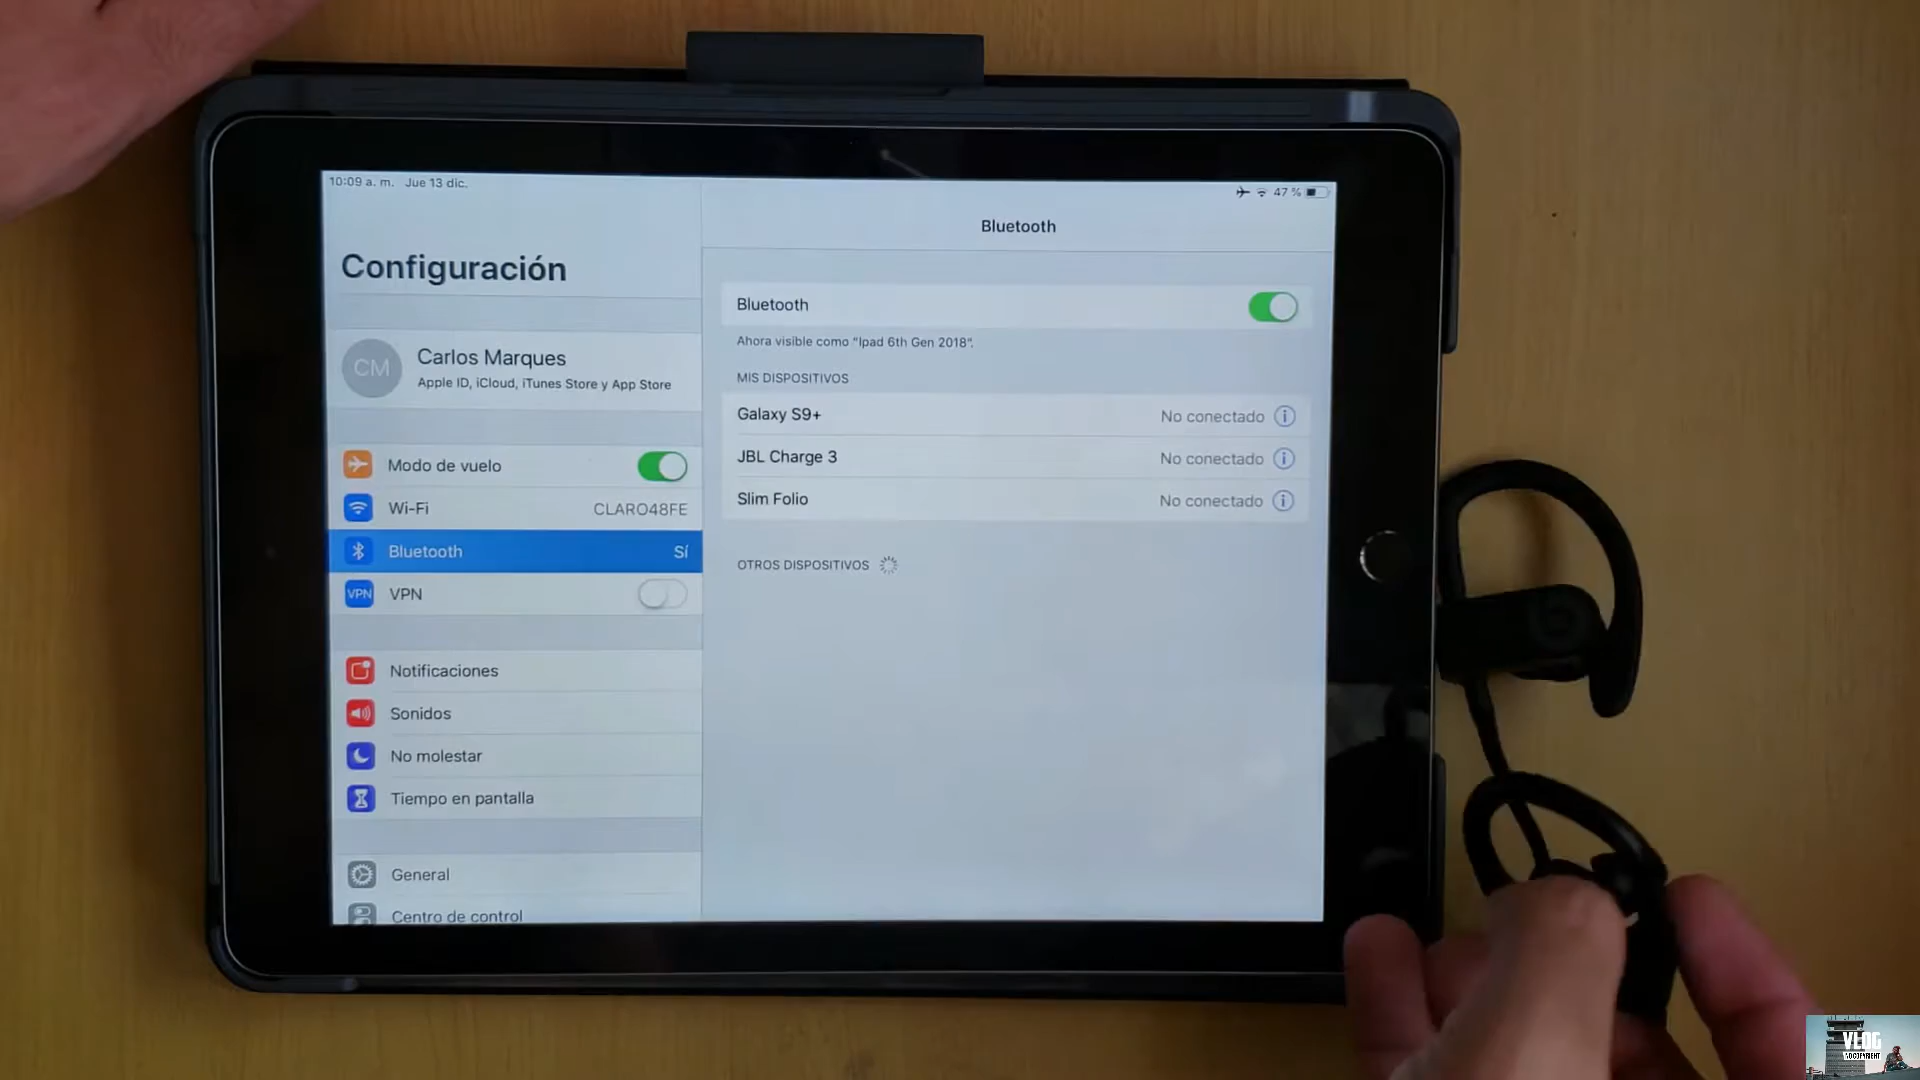 10:09 a. m. Jue 13 dic.
47 %
Configuración
Bluetooth
CM
Carlos Marques
Apple ID, iCloud, iTunes Store y App Store
Bluetooth
Ahora visible como “Ipad 6th Gen 2018”.
MIS DISPOSITIVOS
Galaxy S9+ No conectado
JBL Charge 3 No conectado
Slim Folio No conectado
OTROS DISPOSITIVOS
Modo de vuelo
Wi-Fi CLARO48FE
Bluetooth Sí
VPN VPN
Notificaciones
Sonidos
No molestar
Tiempo en pantalla
General
Centro de control
VLOG
NO COPYRIGHT